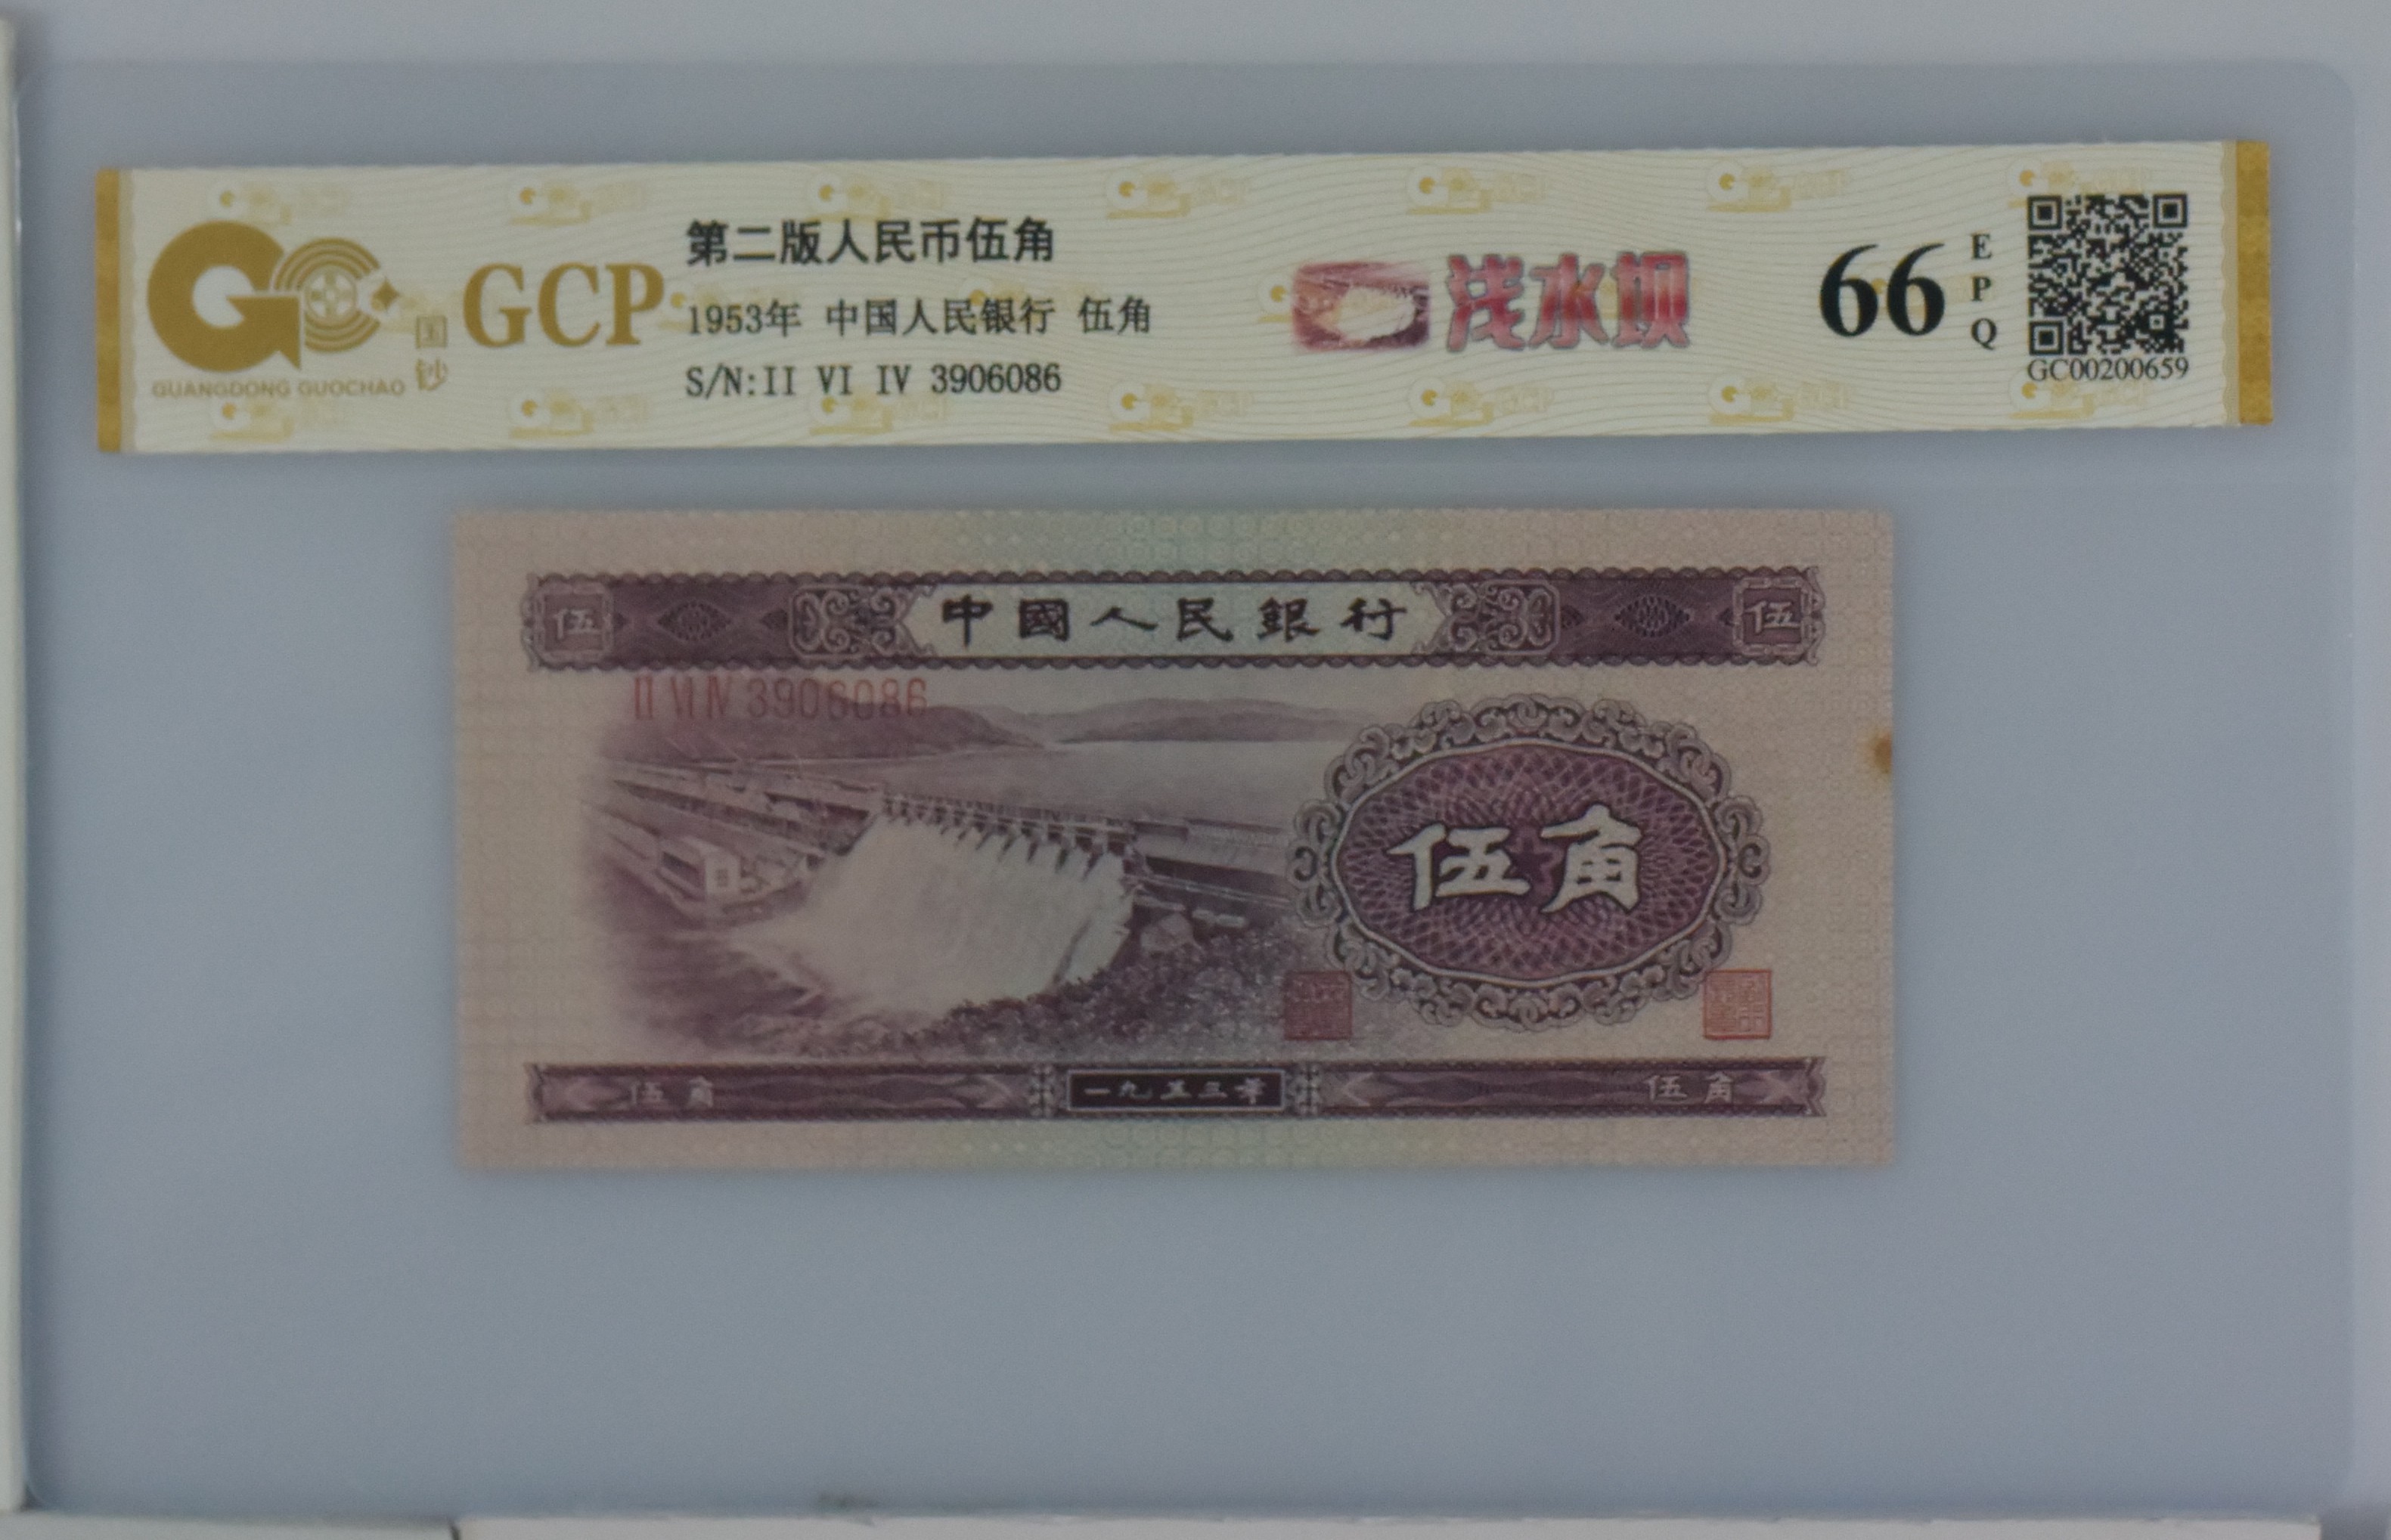 GUANGDONG GUOCHAO
国钞
GCP
第二版人民币伍角
1953年 中国人民银行 伍角
S/N:II VI IV 3906086
浅水坝
66
EPQ
GC00200659
伍
中國人民銀行
伍
II VI IV 3906086
伍角
伍角
一九五三年
伍角